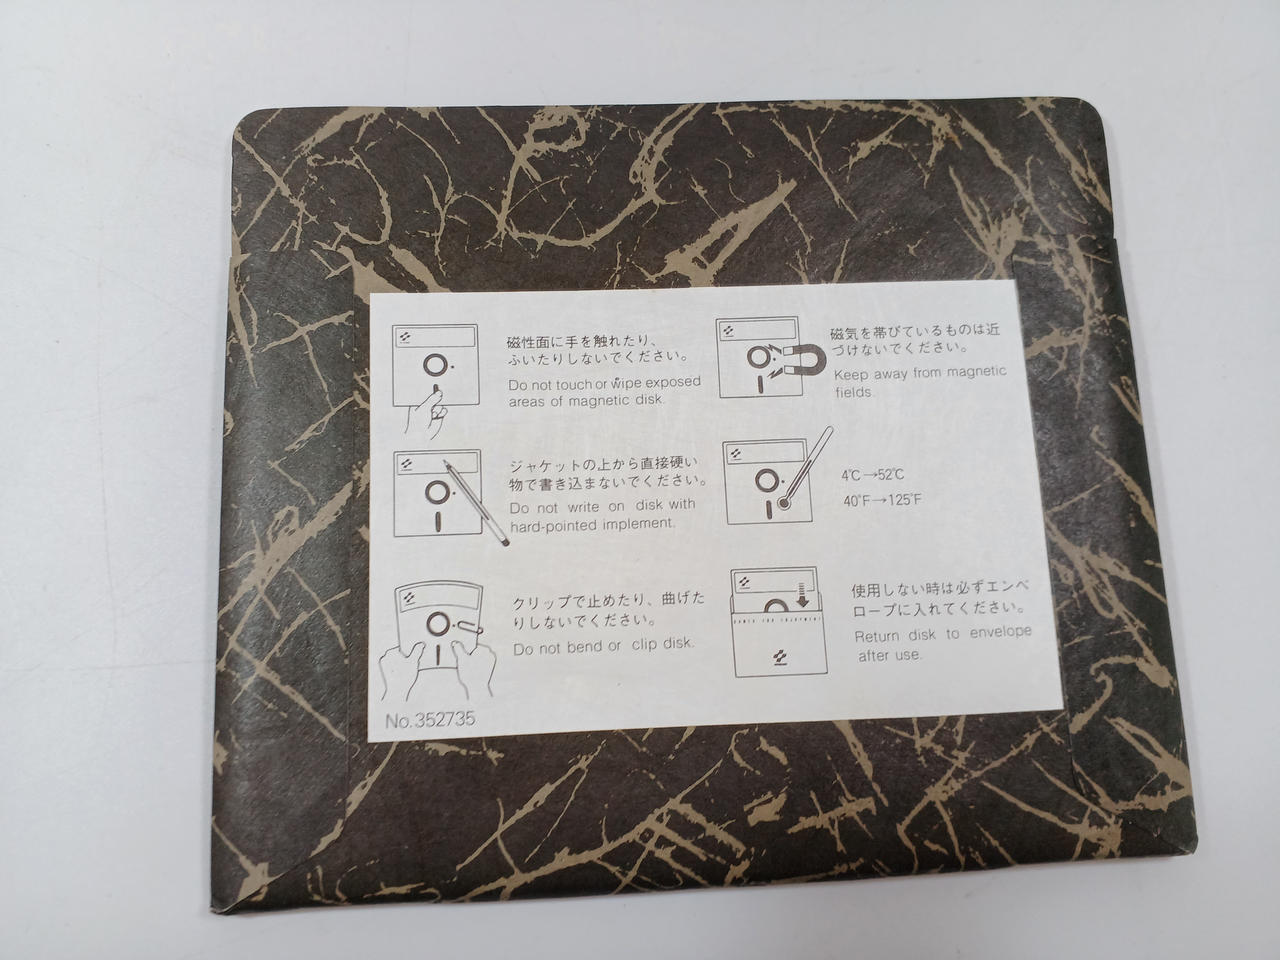 磁性面に手を触れたり、
ふいたりしないでください。
Do not touch or wipe exposed
areas of magnetic disk.
磁気を帯びているものは近
づけないでください。
Keep away from magnetic
fields.
ジャケットの上から直接硬い
物で書き込まないでください。
Do not write on disk with
hard-pointed implement.
4℃→52℃
40°F→125°F
クリップで止めたり、曲げた
りしないでください。
Do not bend or clip disk.
使用しない時は必ずエンベ
ロープに入れてください。
Return disk to envelope
after use.
No.352735